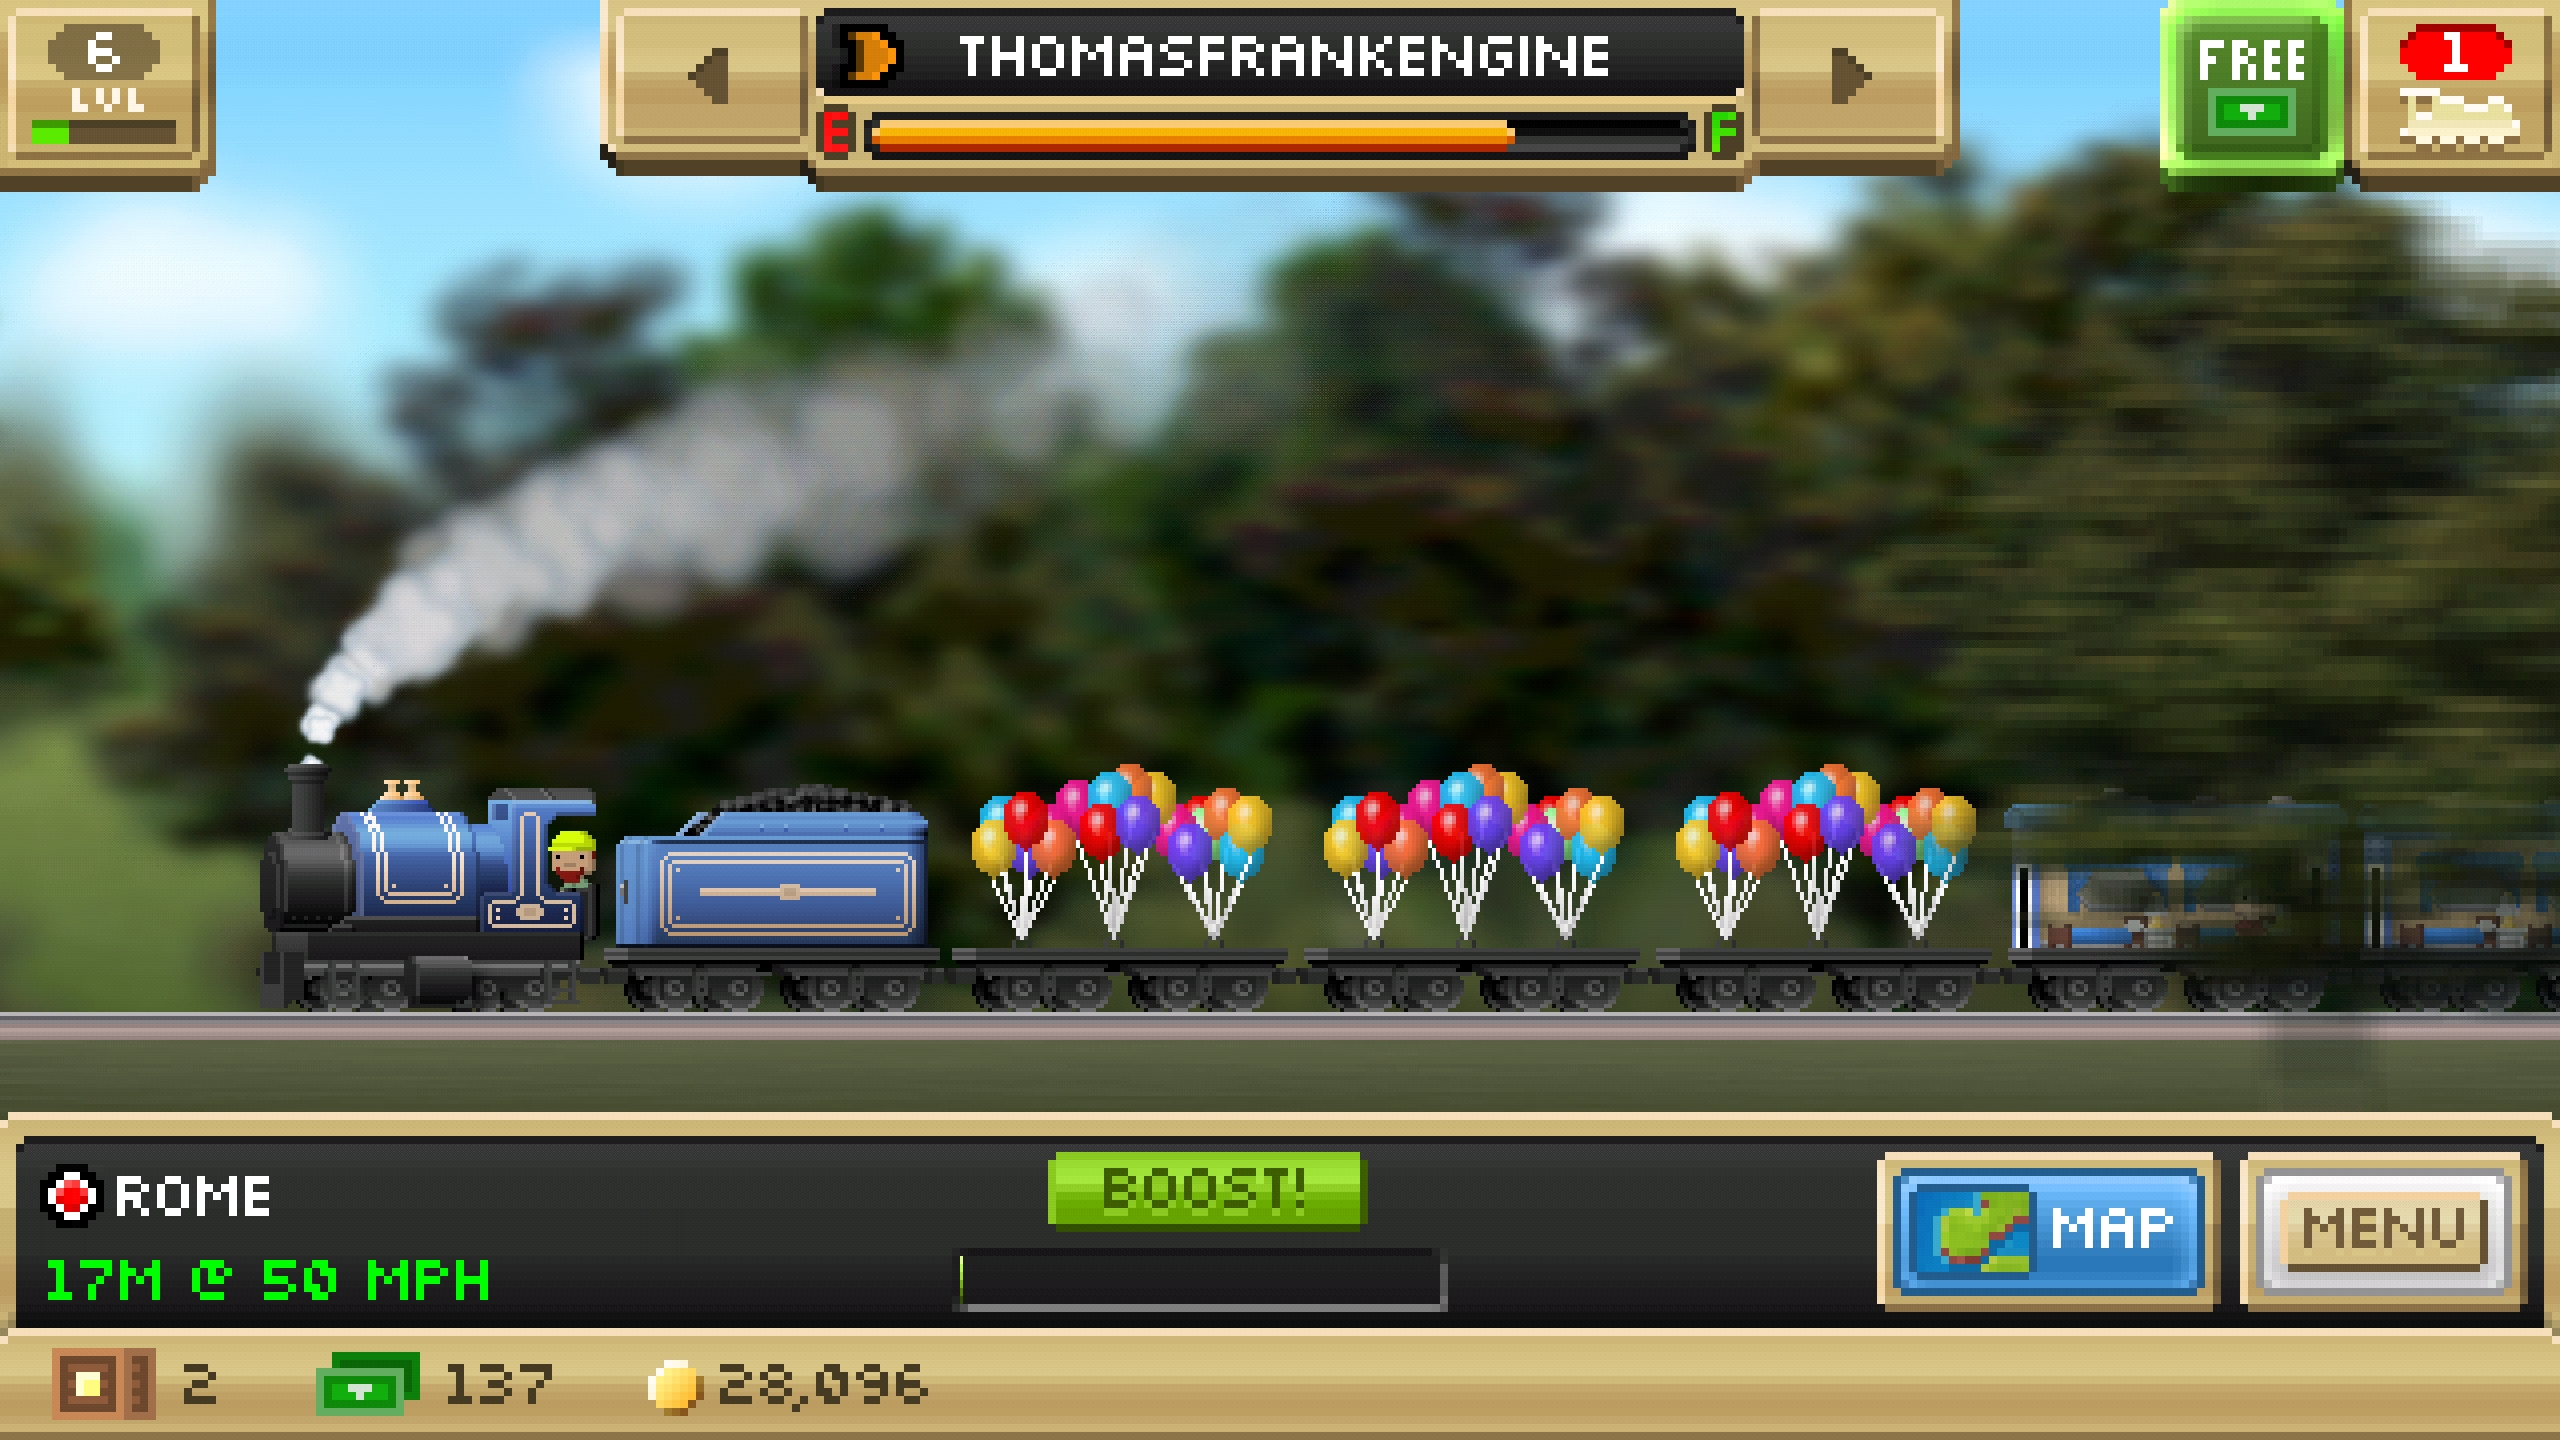 6
LVL
THOMASFRANKENGINE
E
F
FREE
1
ROME
17M @ 50 MPH
BOOST!
MAP
MENU
2
137
28,096